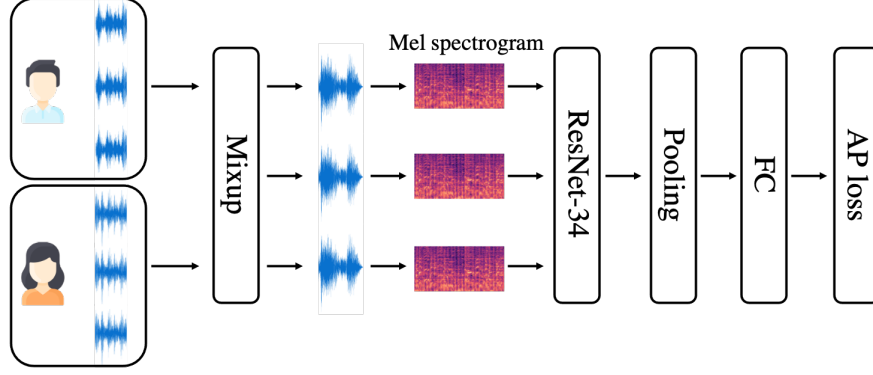 Mel spectrogram
Mixup
ResNet-34
Pooling
FC
AP loss